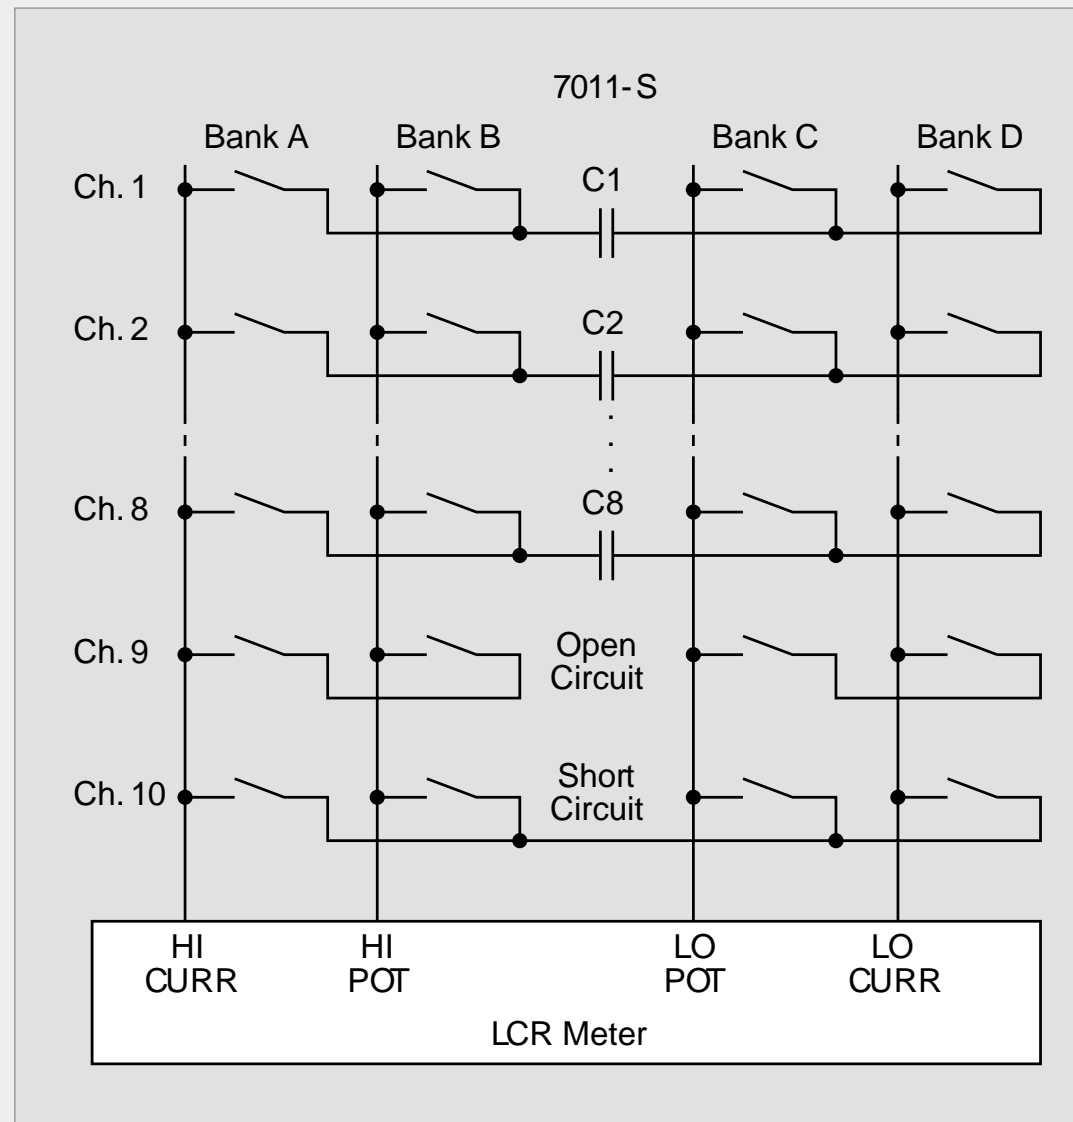 7011-S
Bank A Bank B Bank C Bank D
Ch. 1 C1
Ch. 2 C2
Ch. 8 C8
Ch. 9 Open
Circuit
Ch. 10 Short
Circuit
HI HI LO LO
CURR POT POT CURR
LCR Meter